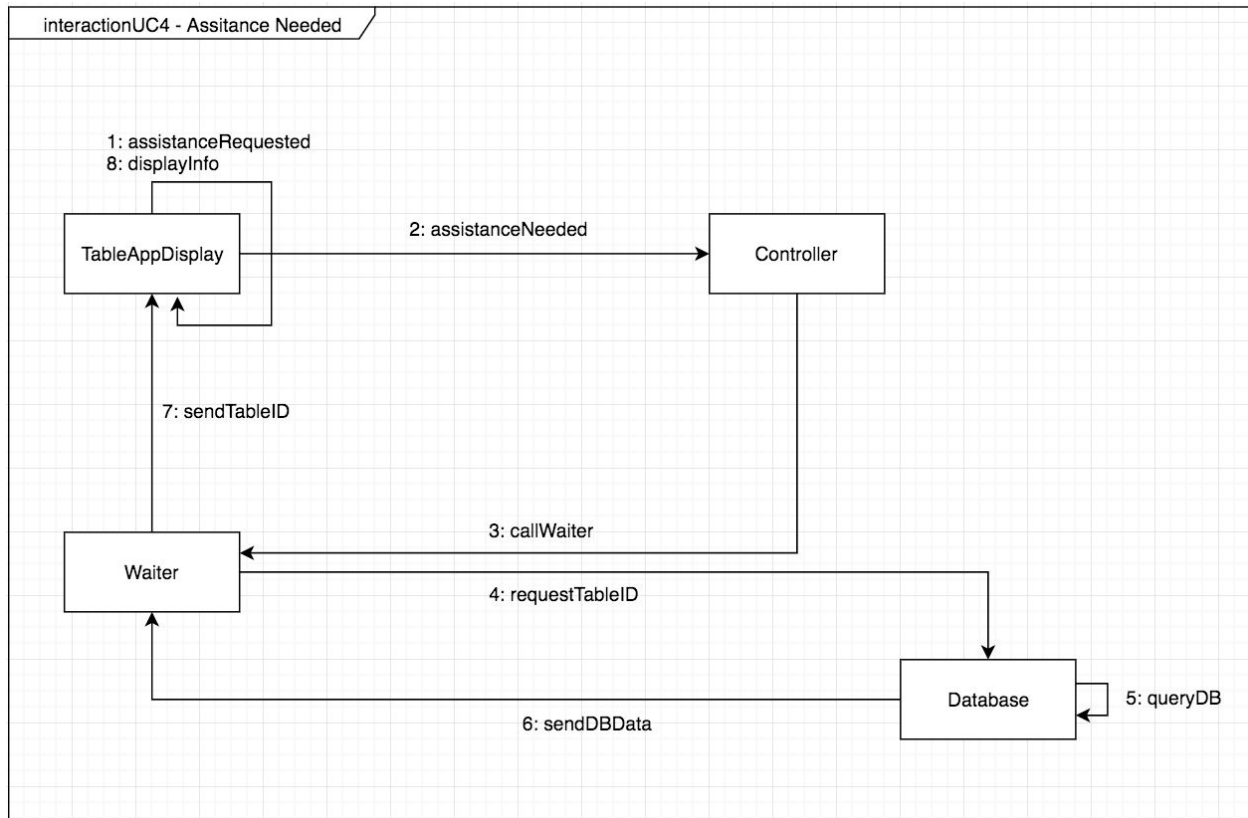 interactionUC4 - Assitance Needed
1: assistanceRequested
8: displayInfo
2: assistanceNeeded
TableAppDisplay
Controller
7: sendTableID
3: callWaiter
Waiter
4: requestTableID
Database
5: queryDB
6: sendDBData